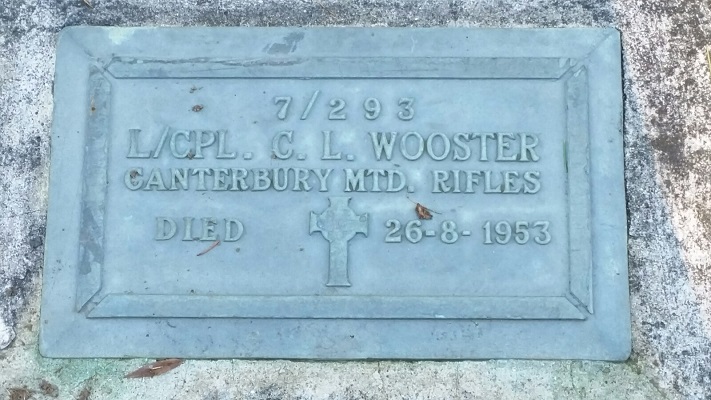 7/293
L/CPL. C. L. WOOSTER
CANTERBURY MTD. RIFLES
DIED 26-8-1953